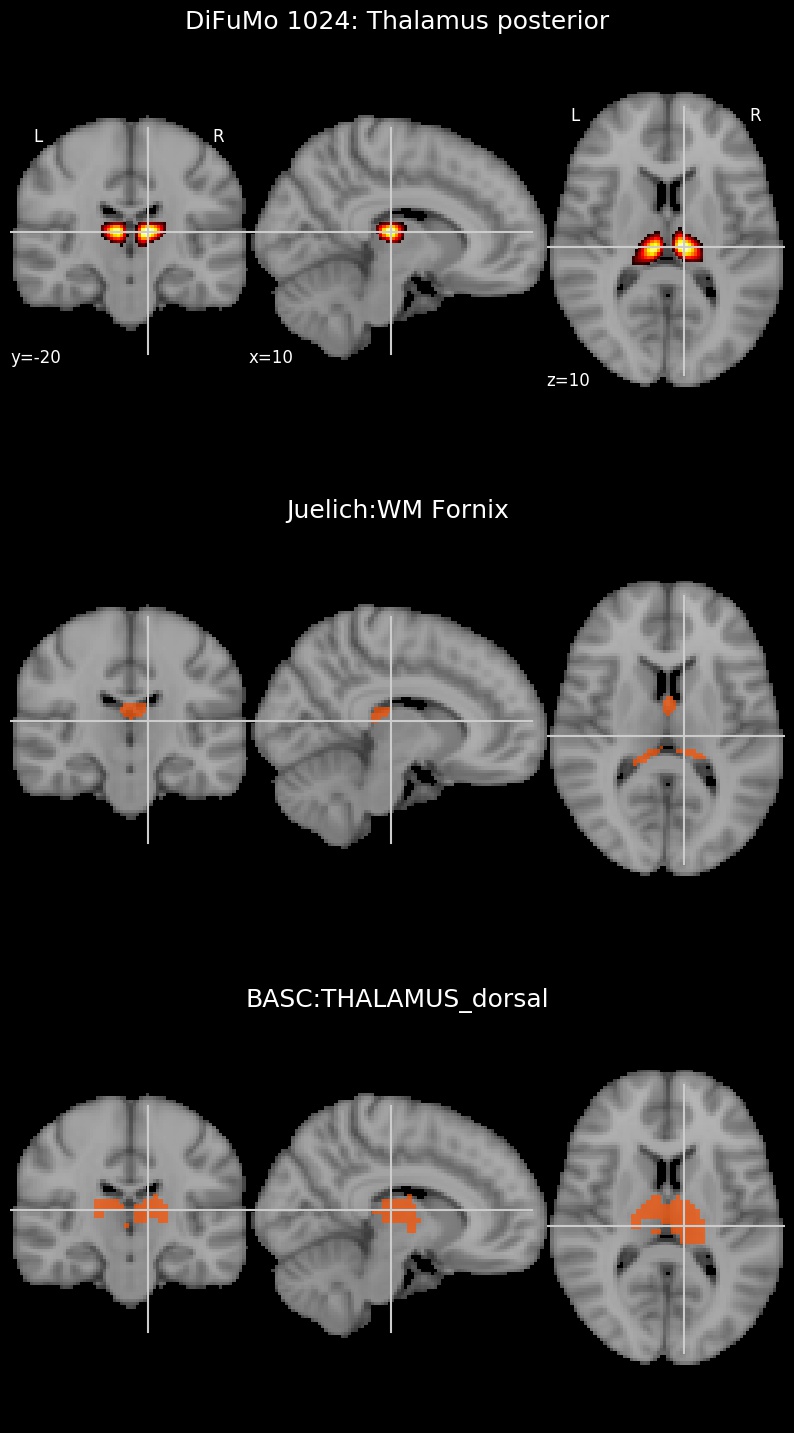 DiFuMo 1024: Thalamus posterior
L R
L R
y=-20
x=10
z=10
Juelich:WM Fornix
BASC:THALAMUS_dorsal